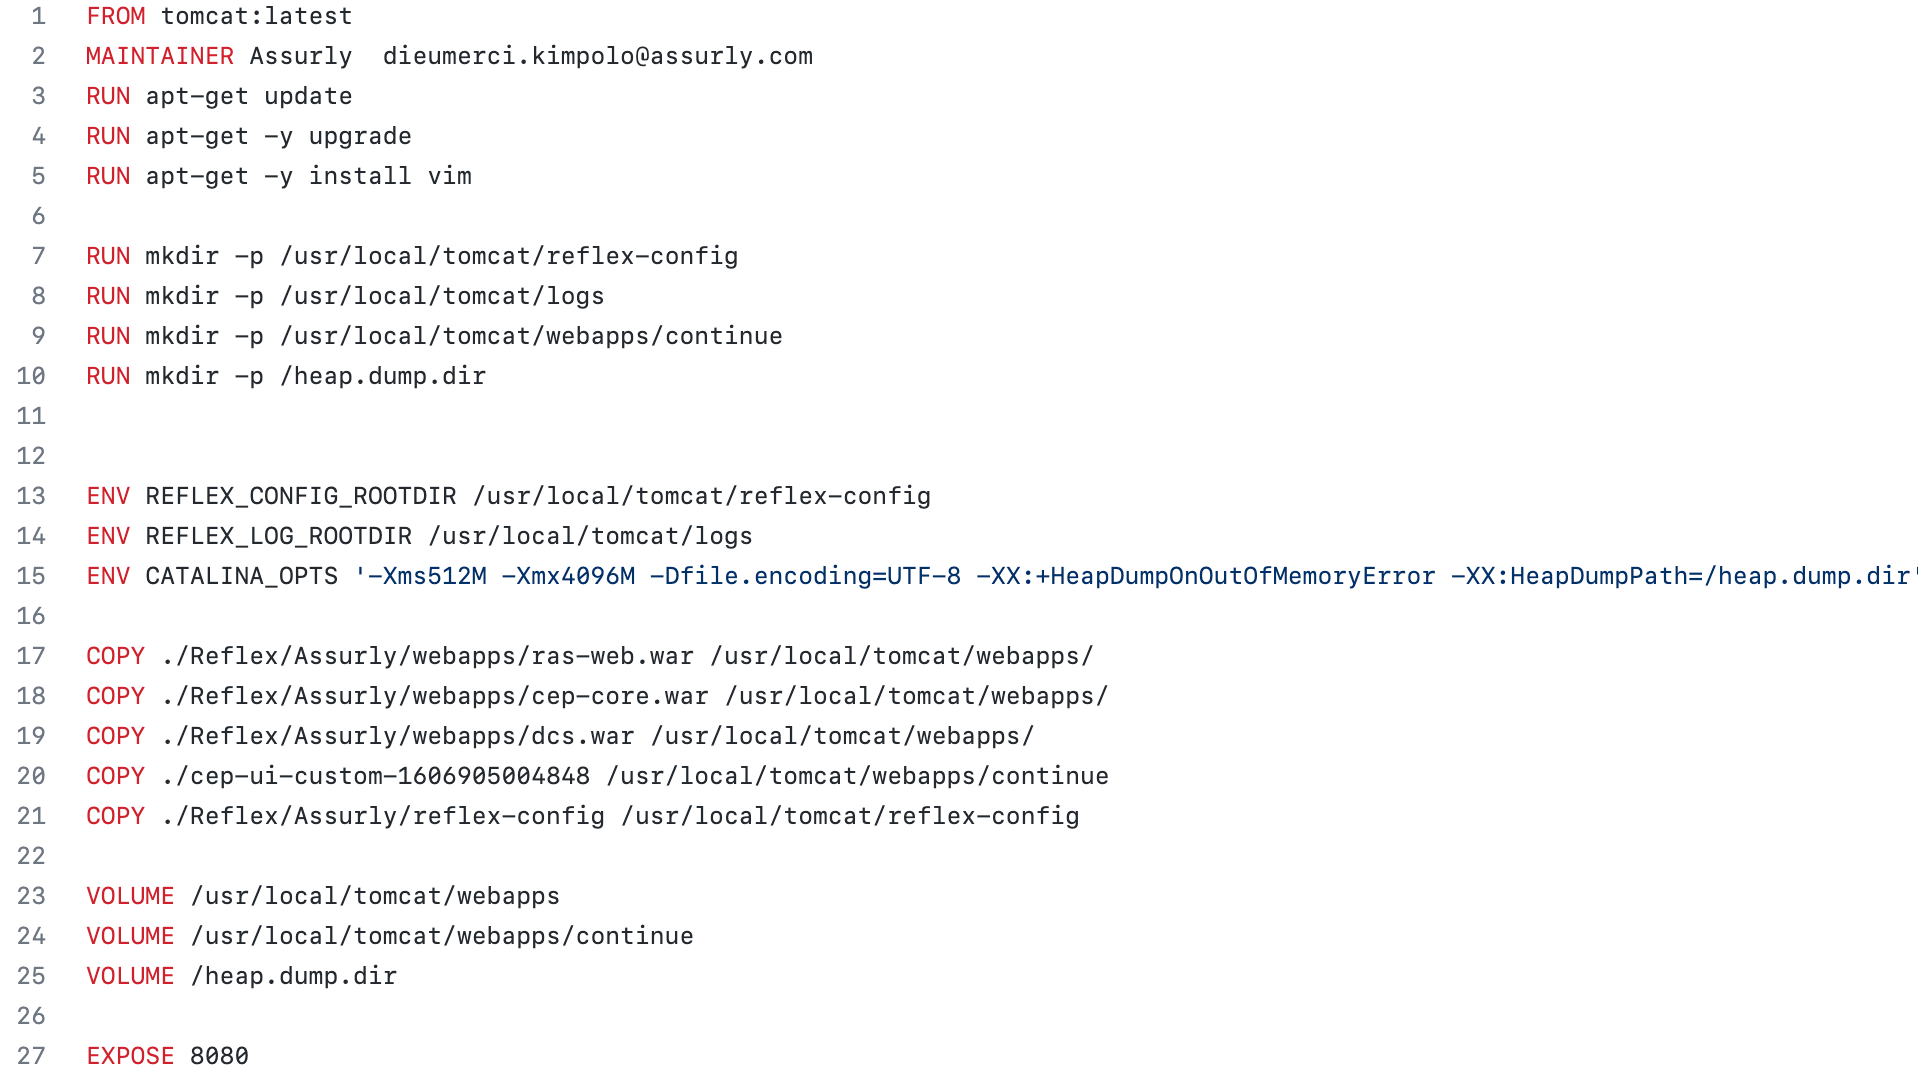 1 FROM tomcat:latest
2 MAINTAINER Assurly  dieumerci.kimpolo@assurly.com
3 RUN apt-get update
4 RUN apt-get -y upgrade
5 RUN apt-get -y install vim
6
7 RUN mkdir -p /usr/local/tomcat/reflex-config
8 RUN mkdir -p /usr/local/tomcat/logs
9 RUN mkdir -p /usr/local/tomcat/webapps/continue
10 RUN mkdir -p /heap.dump.dir
11
12
13 ENV REFLEX_CONFIG_ROOTDIR /usr/local/tomcat/reflex-config
14 ENV REFLEX_LOG_ROOTDIR /usr/local/tomcat/logs
15 ENV CATALINA_OPTS '-Xms512M -Xmx4096M -Dfile.encoding=UTF-8 -XX:+HeapDumpOnOutOfMemoryError -XX:HeapDumpPath=/heap.dump.dir'
16
17 COPY ./Reflex/Assurly/webapps/ras-web.war /usr/local/tomcat/webapps/
18 COPY ./Reflex/Assurly/webapps/cep-core.war /usr/local/tomcat/webapps/
19 COPY ./Reflex/Assurly/webapps/dcs.war /usr/local/tomcat/webapps/
20 COPY ./cep-ui-custom-1606905004848 /usr/local/tomcat/webapps/continue
21 COPY ./Reflex/Assurly/reflex-config /usr/local/tomcat/reflex-config
22
23 VOLUME /usr/local/tomcat/webapps
24 VOLUME /usr/local/tomcat/webapps/continue
25 VOLUME /heap.dump.dir
26
27 EXPOSE 8080